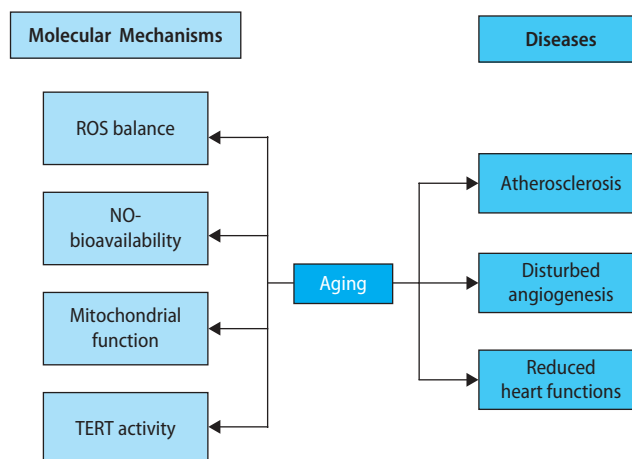 Molecular Mechanisms
ROS balance
NO-
bioavailability
Mitochondrial
function
TERT activity
Aging
Diseases
Atherosclerosis
Disturbed
angiogenesis
Reduced
heart functions